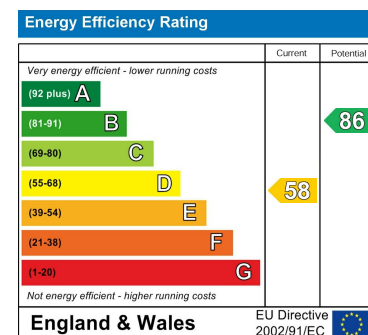 Energy Efficiency Rating
Current Potential
Very energy efficient - lower running costs
(92 plus) A
(81-91) B
86
(69-80) C
(55-68) D
58
(39-54) E
(21-38) F
(1-20) G
Not energy efficient - higher running costs
England & Wales
EU Directive
2002/91/EC